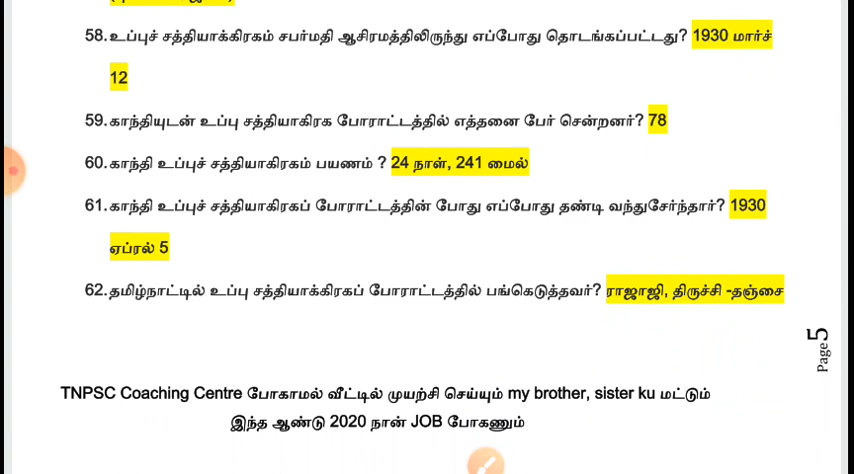 58. உப்புச் சத்தியாக்கிரகம் சபர்மதி ஆசிரமத்திலிருந்து எப்போது தொடங்கப்பட்டது? 1930 மார்ச்
12
59. காந்தியுடன் உப்பு சத்தியாகிரக போராட்டத்தில் எத்தனை பேர் சென்றனர்? 78
60. காந்தி உப்புச் சத்தியாகிரகம் பயணம் ? 24 நாள், 241 மைல்
61. காந்தி உப்புச் சத்தியாகிரகப் போராட்டத்தின் போது எப்போது தண்டி வந்துசேர்ந்தார்? 1930
ஏப்ரல் 5
62. தமிழ்நாட்டில் உப்பு சத்தியாக்கிரகப் போராட்டத்தில் பங்கெடுத்தவர்? ராஜாஜி, திருச்சி -தஞ்சை
Page 5
TNPSC Coaching Centre போகாமல் வீட்டில் முயற்சி செய்யும் my brother, sister ku மட்டும்
இந்த ஆண்டு 2020 நான் JOB போகணும்